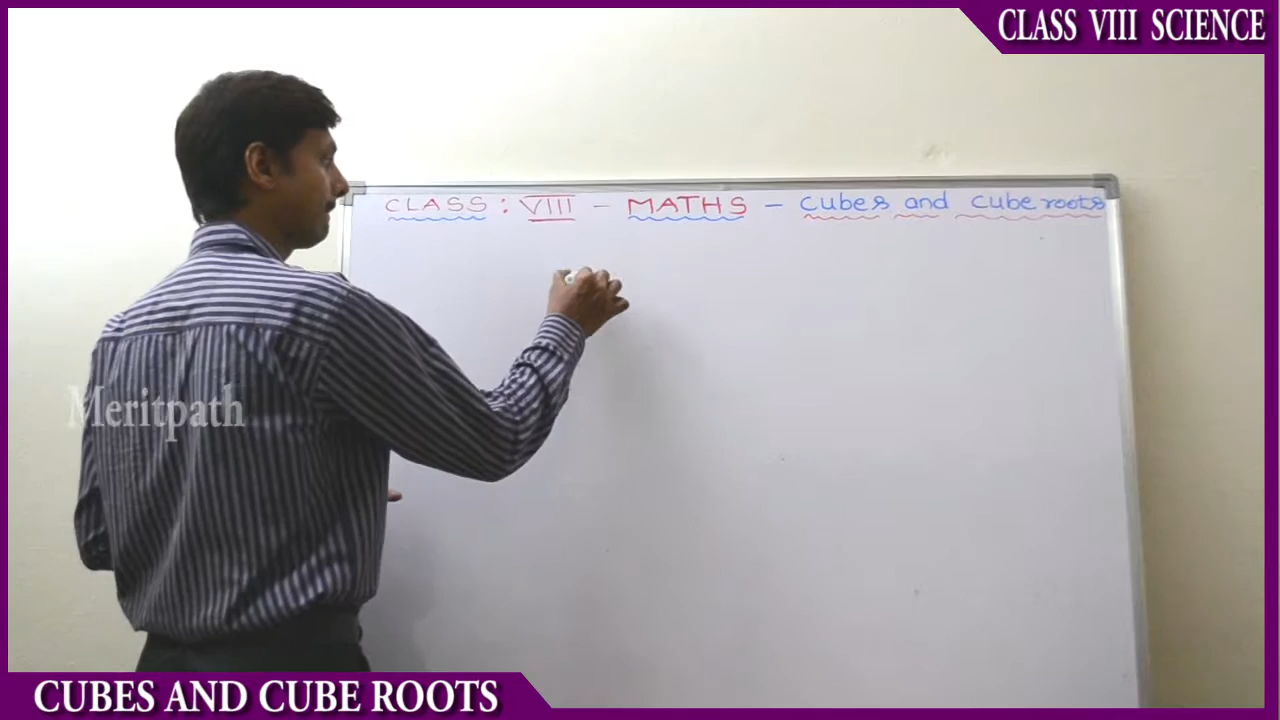 CLASS VIII SCIENCE
CLASS : VIII - MATHS - Cubes and Cube roots
Meritpath
CUBES AND CUBE ROOTS